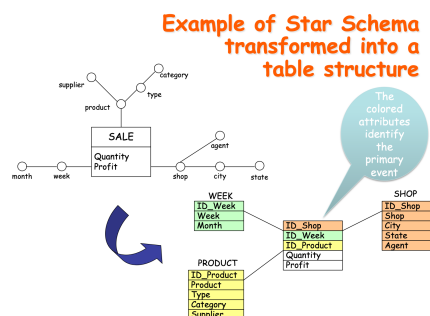 Example of Star Schema
transformed into a
table structure
category
supplier
type
product
SALE
Quantity
Profit
agent
month
week
shop
city
state
The
colored
attributes
identify
the
primary
event
WEEK
ID_Week
Week
Month
SHOP
ID_Shop
Shop
City
State
Agent
ID_Shop
ID_Week
ID_Product
Quantity
Profit
PRODUCT
ID_Product
Product
Type
Category
Supplier